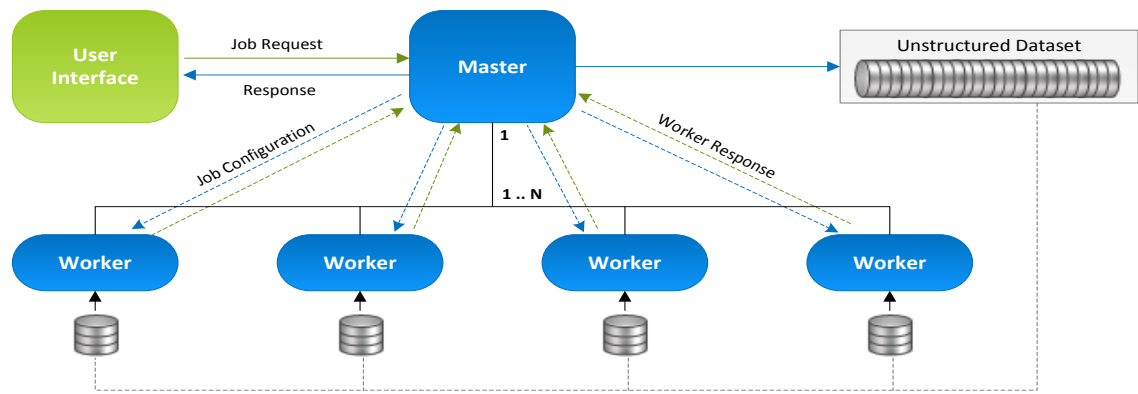 User
Interface
Job Request
Response
Master
Unstructured Dataset
Job Configuration
Worker Response
1
1 .. N
Worker
Worker
Worker
Worker